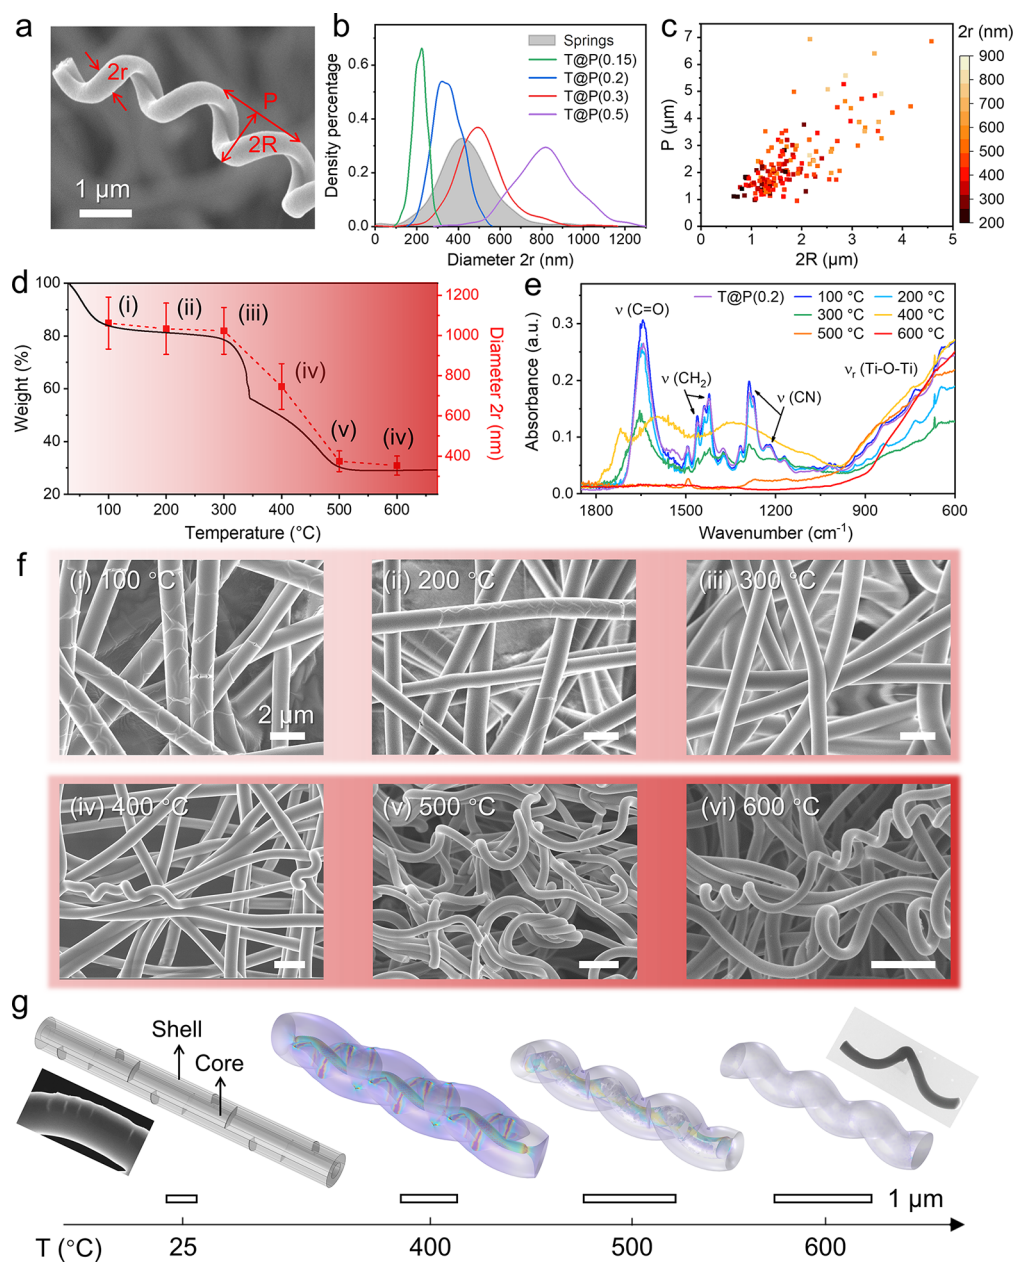 a
2r
P
2R
1 μm
b
Density percentage
0.6
0.4
0.2
0.0
Springs
T@P(0.15)
T@P(0.2)
T@P(0.3)
T@P(0.5)
0 200 400 600 800 1000 1200
Diameter 2r (nm)
c
P (μm)
7
6
5
4
3
2
1
0
0 1 2 3 4 5
2R (μm)
2r (nm)
900
800
700
600
500
400
300
200
d
Weight (%)
100
80
60
40
20
(i) (ii) (iii) (iv) (v) (iv)
1200
1000
800
600
400
Diameter 2r (nm)
100 200 300 400 500 600
Temperature (°C)
e
Absorbance (a.u.)
0.3
0.2
0.1
0.0
T@P(0.2) 100 °C 200 °C
300 °C 400 °C
500 °C 600 °C
ν (C=O)
ν (CH2)
ν (CN)
νr (Ti-O-Ti)
1800 1500 1200 900 600
Wavenumber (cm-1)
f
(i) 100 °C
2 μm
(ii) 200 °C
(iii) 300 °C
(iv) 400 °C
(v) 500 °C
(vi) 600 °C
g
Shell
Core
1 μm
T (°C) 25 400 500 600